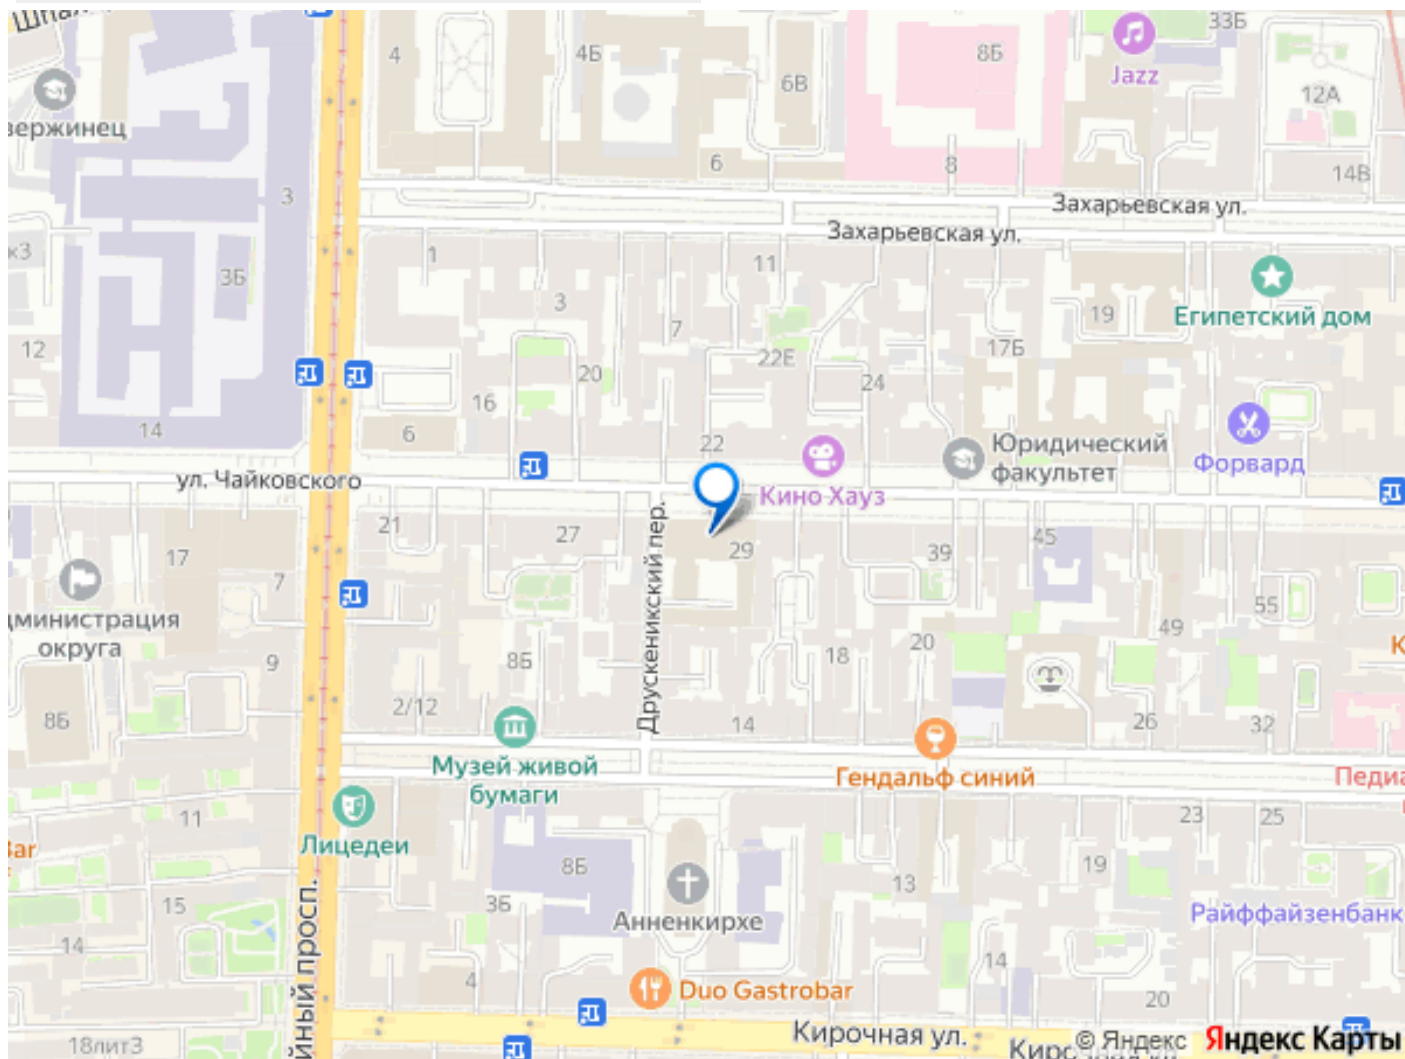 4
4Б
6В
8Б
Jazz
33Б
12А
6
8
14В
3
Захарьевская ул.
Захарьевская ул.
3Б
1
3
11
7
19
Египетский дом
12
22Е
17Б
20
24
16
14
6
22
Юридический
факультет
Форвард
ул. Чайковского
Кино Хауз
21
27
Друскеникский пер.
29
39
45
17
7
55
округа
9
8Б
8Б
2/12
18
20
49
14
26
32
Музей живой
бумаги
Гендальф синий
11
Лицедеи
23
25
8Б
13
19
15
3Б
Анненкирхе
Райффайзенбанк
14
4
14
Duo Gastrobar
20
18лит3
Кирочная ул.
© Яндекс Яндекс Карты